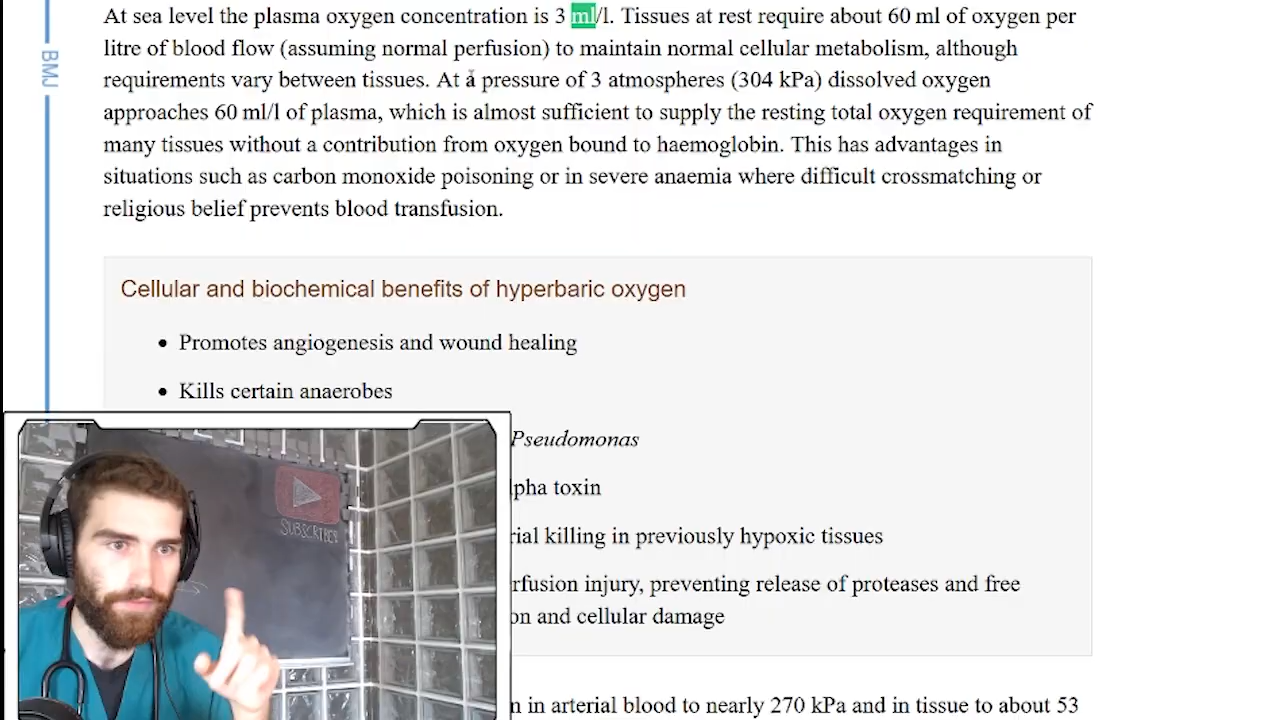 At sea level the plasma oxygen concentration is 3 ml/l. Tissues at rest require about 60 ml of oxygen per
litre of blood flow (assuming normal perfusion) to maintain normal cellular metabolism, although
requirements vary between tissues. At a pressure of 3 atmospheres (304 kPa) dissolved oxygen
approaches 60 ml/l of plasma, which is almost sufficient to supply the resting total oxygen requirement of
many tissues without a contribution from oxygen bound to haemoglobin. This has advantages in
situations such as carbon monoxide poisoning or in severe anaemia where difficult crossmatching or
religious belief prevents blood transfusion.
BMJ
Cellular and biochemical benefits of hyperbaric oxygen
• Promotes angiogenesis and wound healing
• Kills certain anaerobes
Pseudomonas
pha toxin
rial killing in previously hypoxic tissues
rfusion injury, preventing release of proteases and free
on and cellular damage
SUBSCRIBE
n in arterial blood to nearly 270 kPa and in tissue to about 53